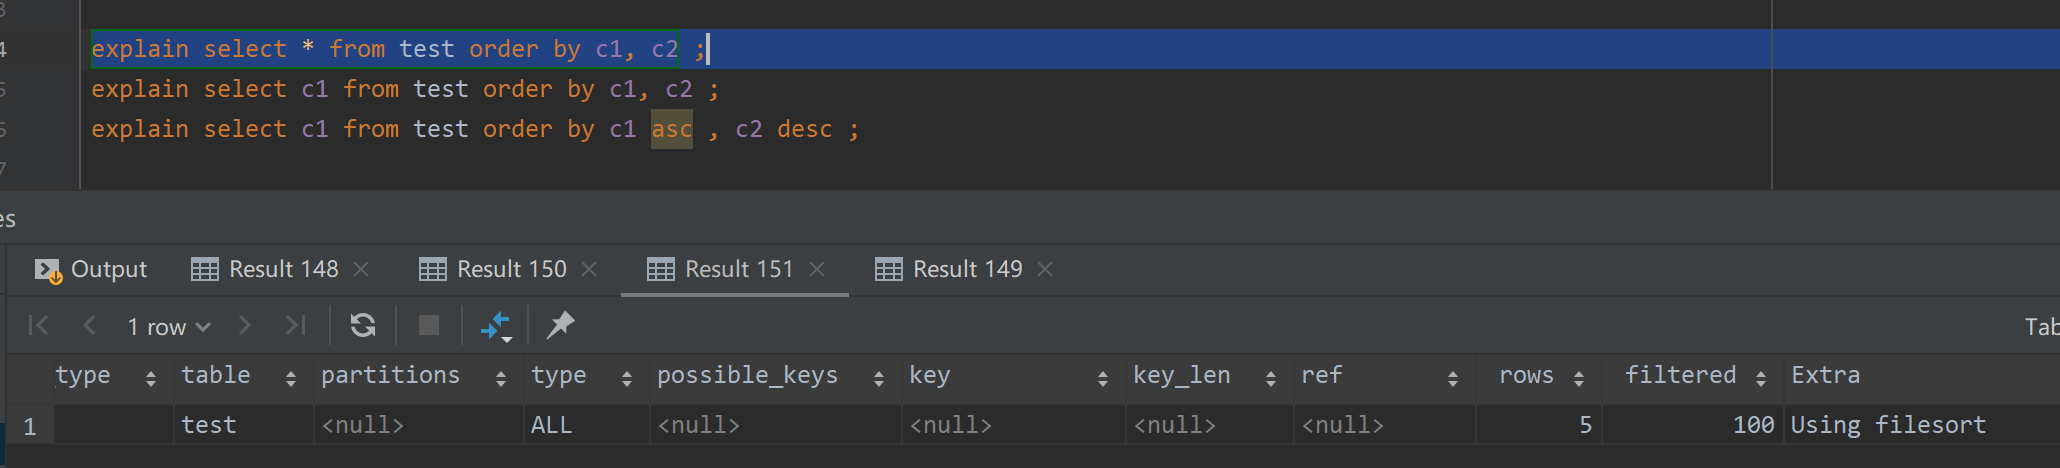 3
4 explain select * from test order by c1, c2 ;
5 explain select c1 from test order by c1, c2 ;
6 explain select c1 from test order by c1 asc , c2 desc ;
7
es
Output Result 148 Result 150 Result 151 Result 149
1 row Tab
type table partitions type possible_keys key key_len ref rows filtered Extra
1 test <null> ALL <null> <null> <null> <null> 5 100 Using filesort